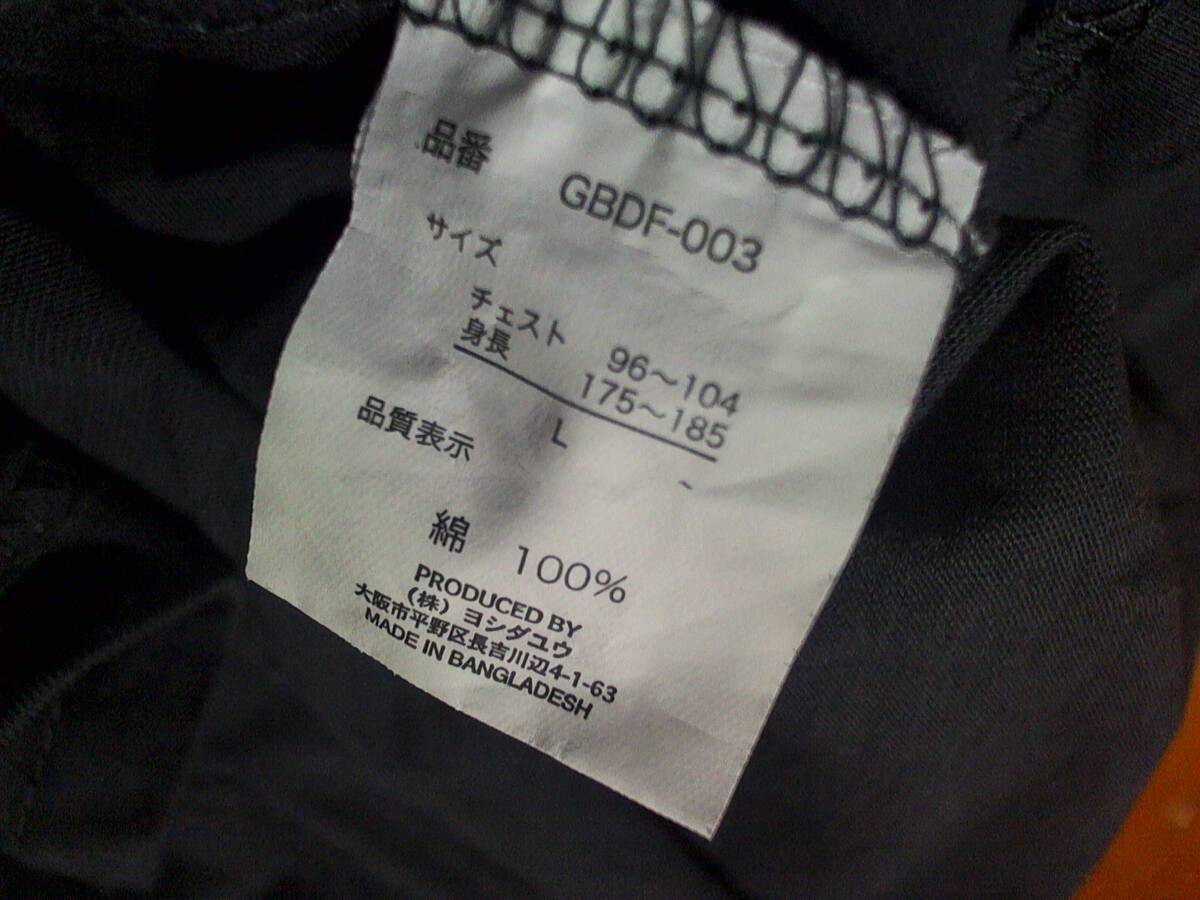 品番 GBDF-003
サイズ
チェスト 96～104
身長 175～185
L
品質表示
綿 100%
PRODUCED BY
（株）ヨシダユウ
大阪市平野区長吉川辺4-1-63
MADE IN BANGLADESH